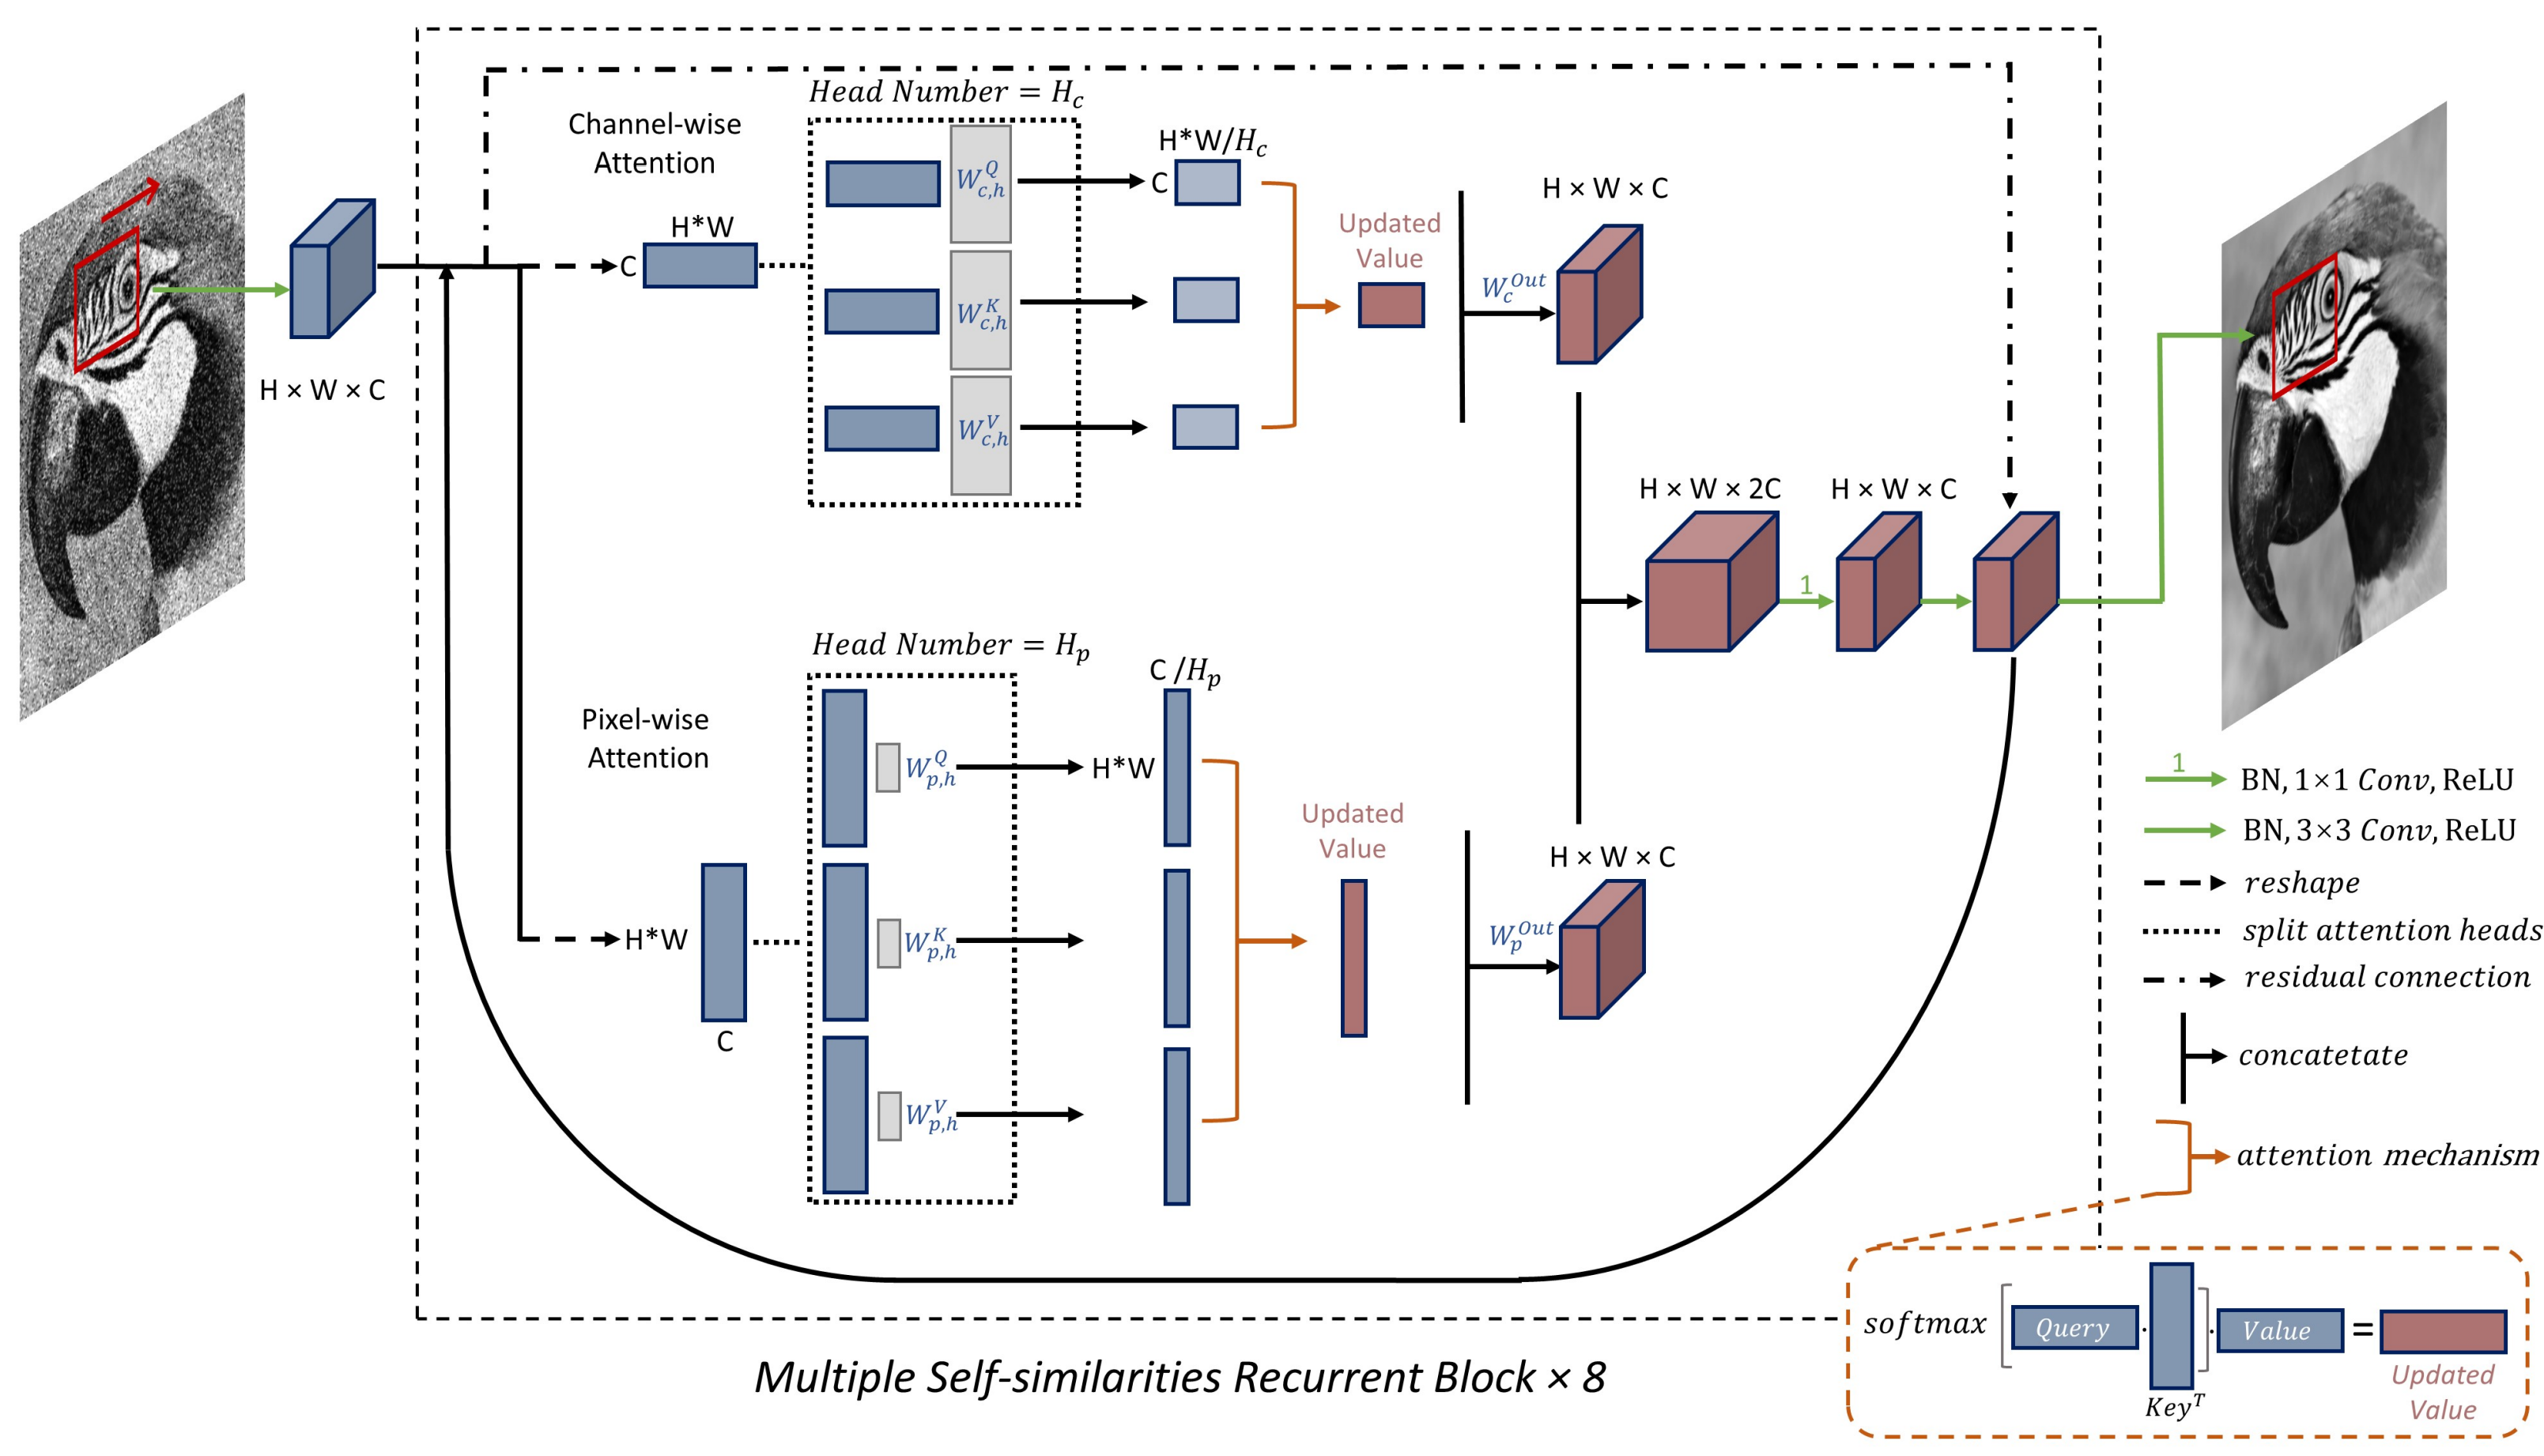 Head Number = H_c
Channel-wise
Attention
H*W
C
W^Q_{c,h}
W^K_{c,h}
W^V_{c,h}
H*W/H_c
C
Updated
Value
W_c^{Out}
H × W × C
H × W × C
Head Number = H_p
Pixel-wise
Attention
H*W
C
W^Q_{p,h}
W^K_{p,h}
W^V_{p,h}
C /H_p
H*W
Updated
Value
W_p^{Out}
H × W × C
H × W × 2C
H × W × C
1
1
BN, 1×1 Conv, ReLU
BN, 3×3 Conv, ReLU
reshape
split attention heads
residual connection
concatetate
attention mechanism
softmax [ Query · Key^T ] · Value = Updated Value
Multiple Self-similarities Recurrent Block × 8